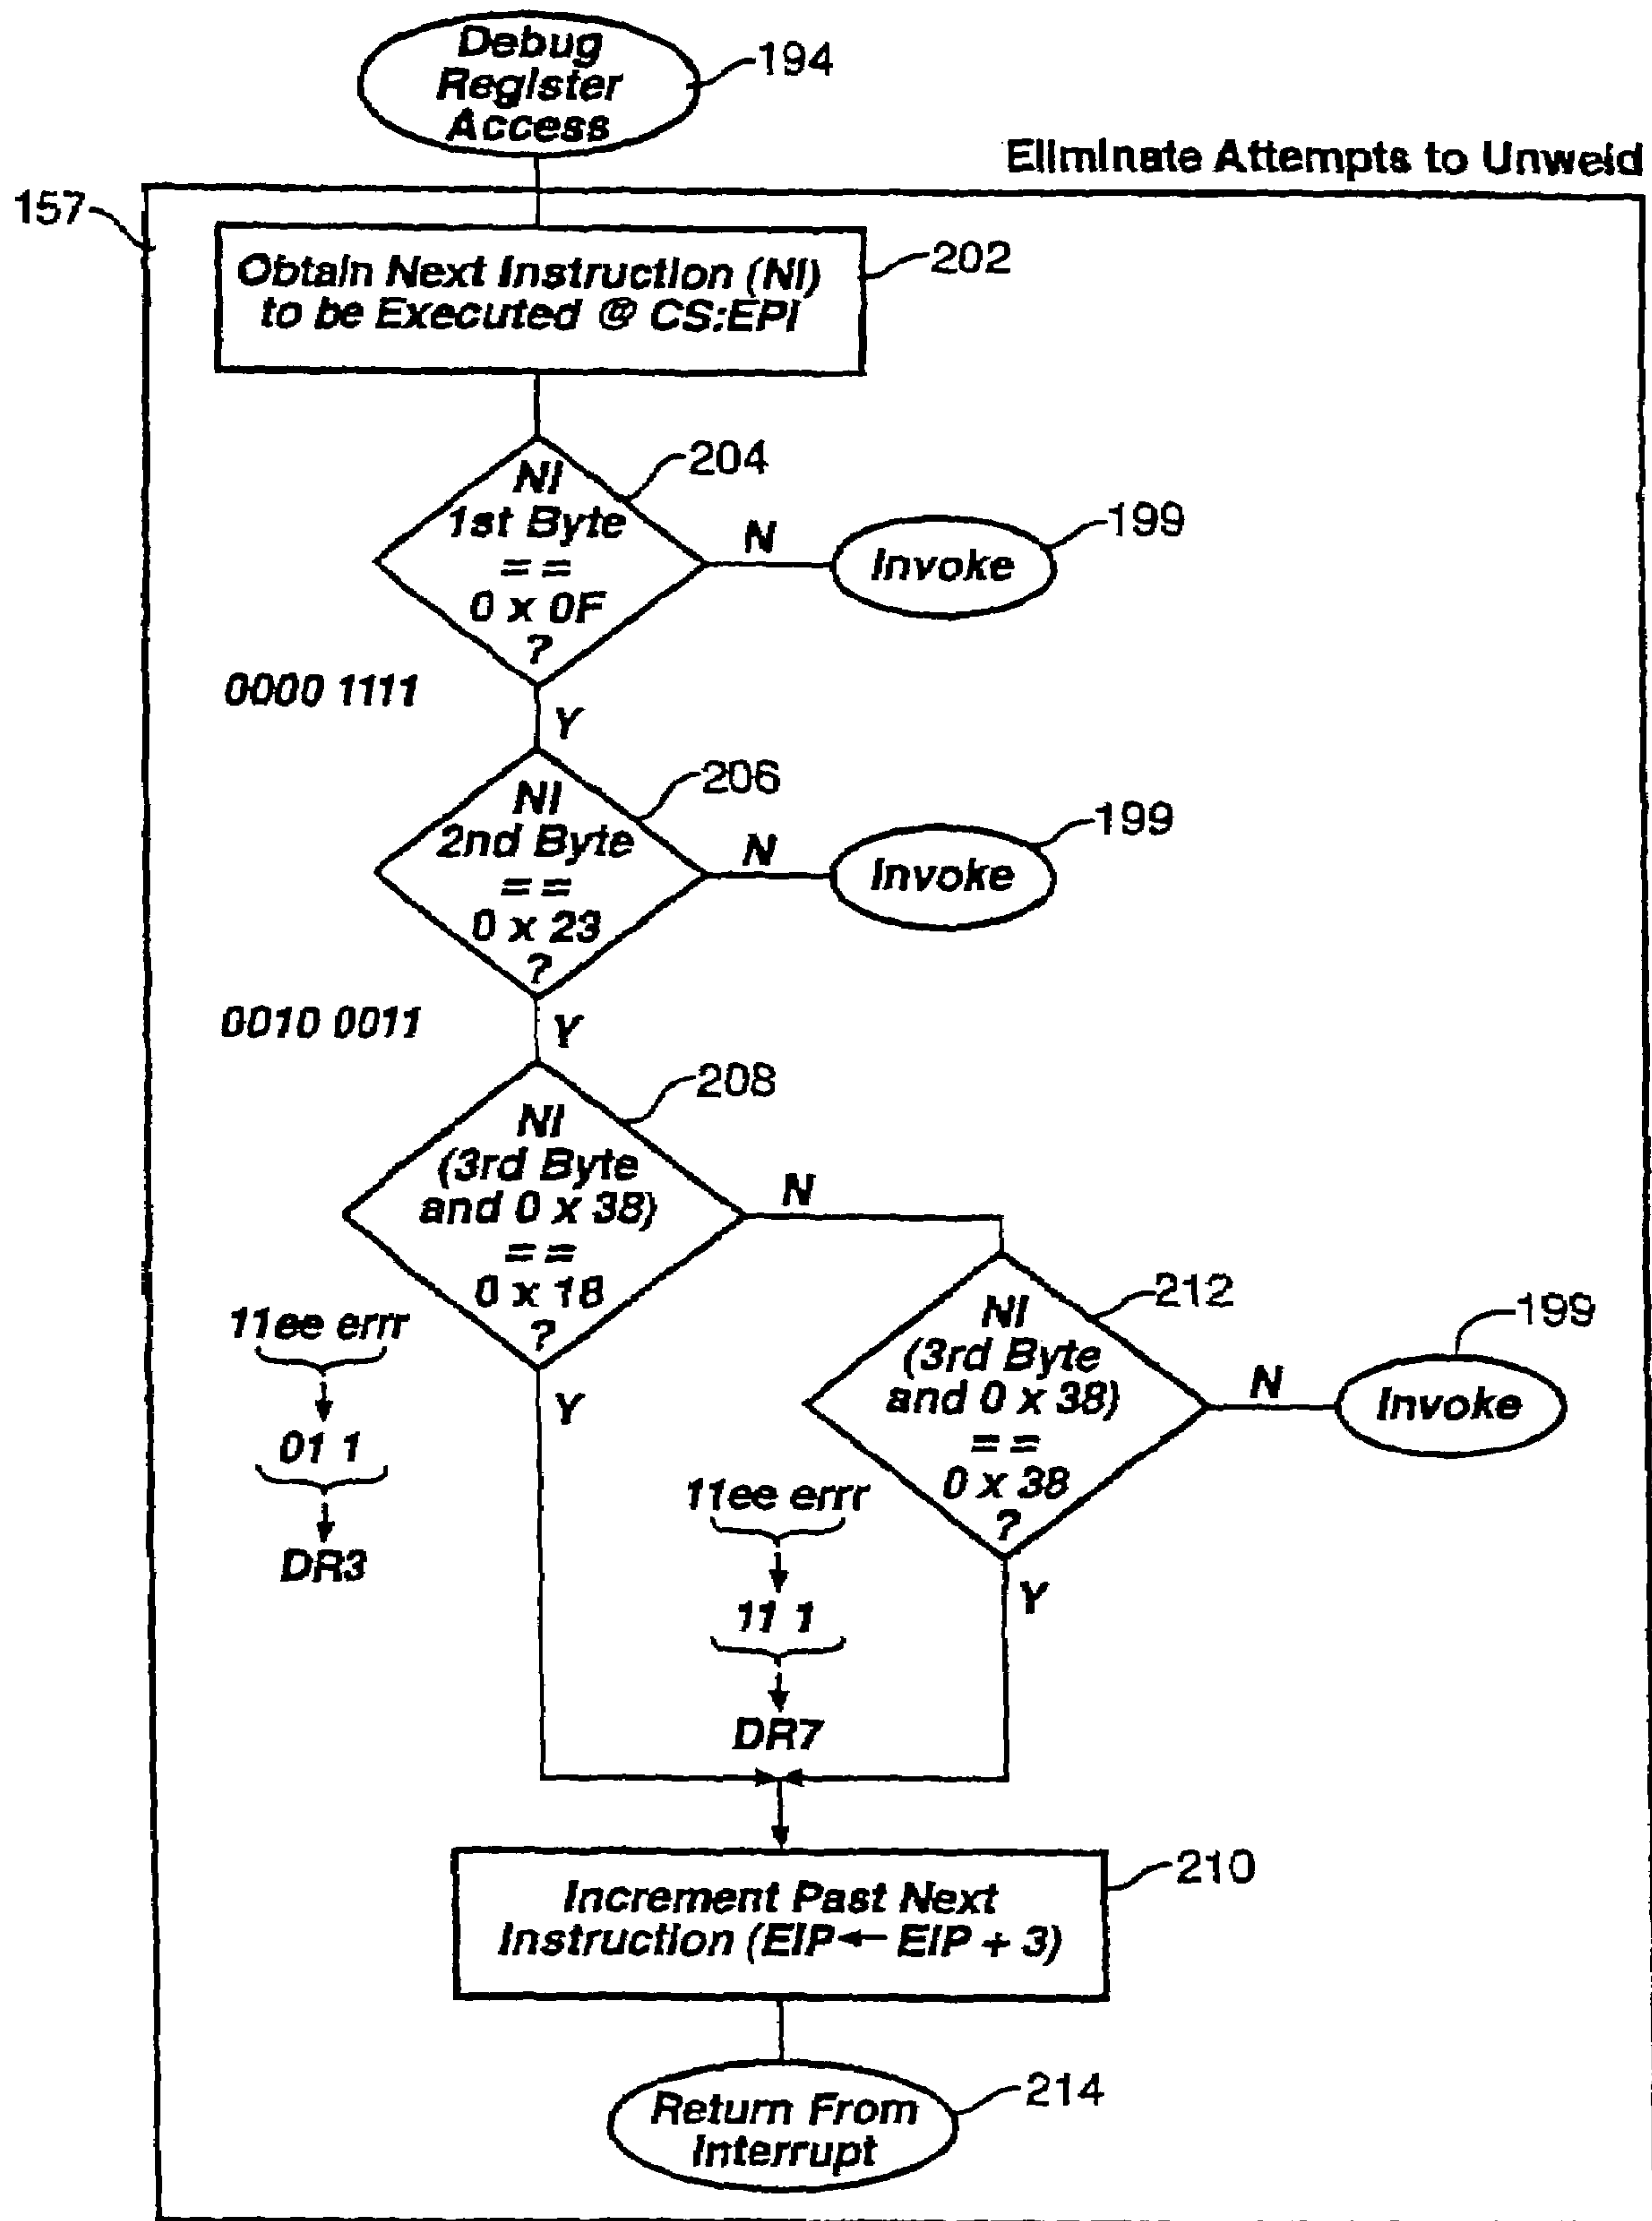 Debug
Register
Access
194
Eliminate Attempts to Unweld
157
Obtain Next Instruction (NI)
to be Executed @ CS:EPI
202
NI
1st Byte
= =
0 x 0F
?
204
N
Invoke
199
0000 1111
Y
NI
2nd Byte
= =
0 x 23
?
206
N
Invoke
199
0010 0011
Y
NI
(3rd Byte
and 0 x 38)
= =
0 x 18
?
208
N
Y
11ee errr
01 1
DR3
NI
(3rd Byte
and 0 x 38)
= =
0 x 38
?
212
N
Invoke
199
Y
11ee errr
11 1
DR7
Increment Past Next
Instruction (EIP ← EIP + 3)
210
Return From
Interrupt
214